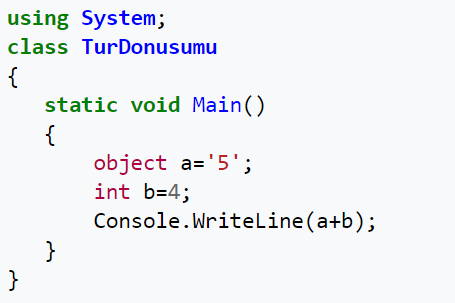 using System;
class TurDonusumu
{
   static void Main()
   {
       object a='5';
       int b=4;
       Console.WriteLine(a+b);
   }
}